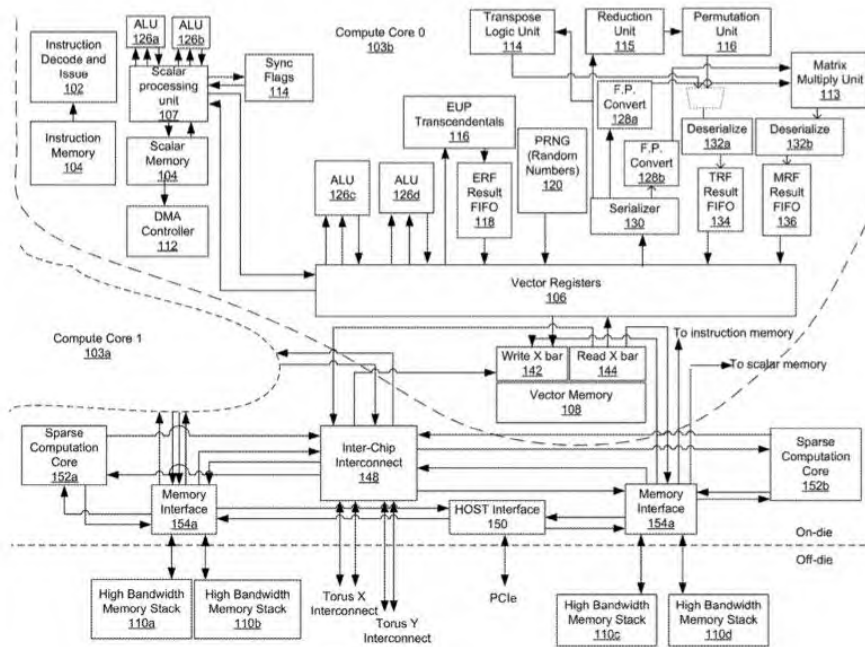 ALU
126a
ALU
126b
Compute Core 0
103b
Transpose
Logic Unit
114
Reduction Unit
115
Permutation
Unit
116
Instruction
Decode and
Issue
102
Scalar
processing
unit
107
Sync
Flags
114
Matrix
Multiply Unit
113
F.P.
Convert
128a
EUP
Transcendentals
116
PRNG
(Random
Numbers)
120
Deserialize
132a
Deserialize
132b
Instruction
Memory
104
Scalar
Memory
104
F.P.
Convert
128b
ALU
126c
ALU
126d
ERF
Result
FIFO
118
TRF
Result
FIFO
134
MRF
Result
FIFO
136
DMA
Controller
112
Serializer
130
Vector Registers
106
Compute Core 1
103a
To instruction memory
Write X bar
142
Read X bar
144
To scalar memory
Vector Memory
108
Sparse
Computation
Core
152a
Inter-Chip
Interconnect
148
Sparse
Computation
Core
152b
Memory
Interface
154a
HOST Interface
150
Memory
Interface
154a
On-die
Off-die
High Bandwidth
Memory Stack
110a
High Bandwidth
Memory Stack
110b
Torus X
Interconnect
Torus Y
Interconnect
PCIe
High Bandwidth
Memory Stack
110c
High Bandwidth
Memory Stack
110d